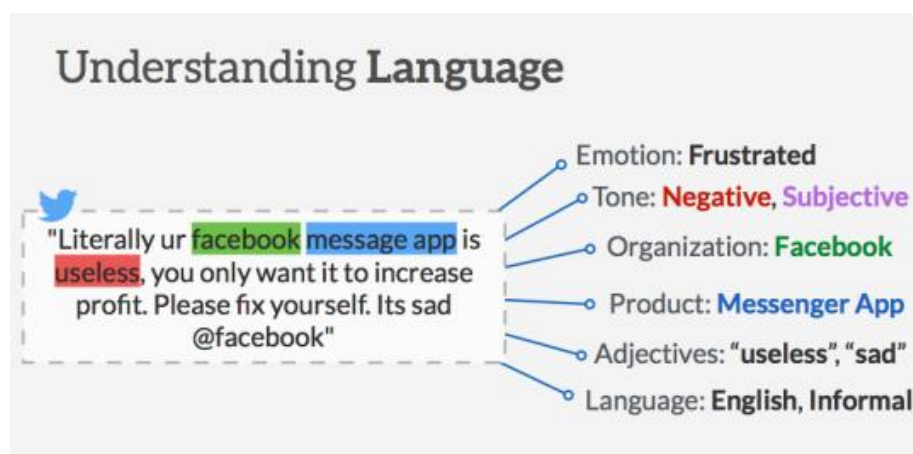 Understanding Language
Emotion: Frustrated
Tone: Negative, Subjective
"Literally ur facebook message app is
useless, you only want it to increase
profit. Please fix yourself. Its sad
@facebook"
Organization: Facebook
Product: Messenger App
Adjectives: “useless”, “sad”
Language: English, Informal